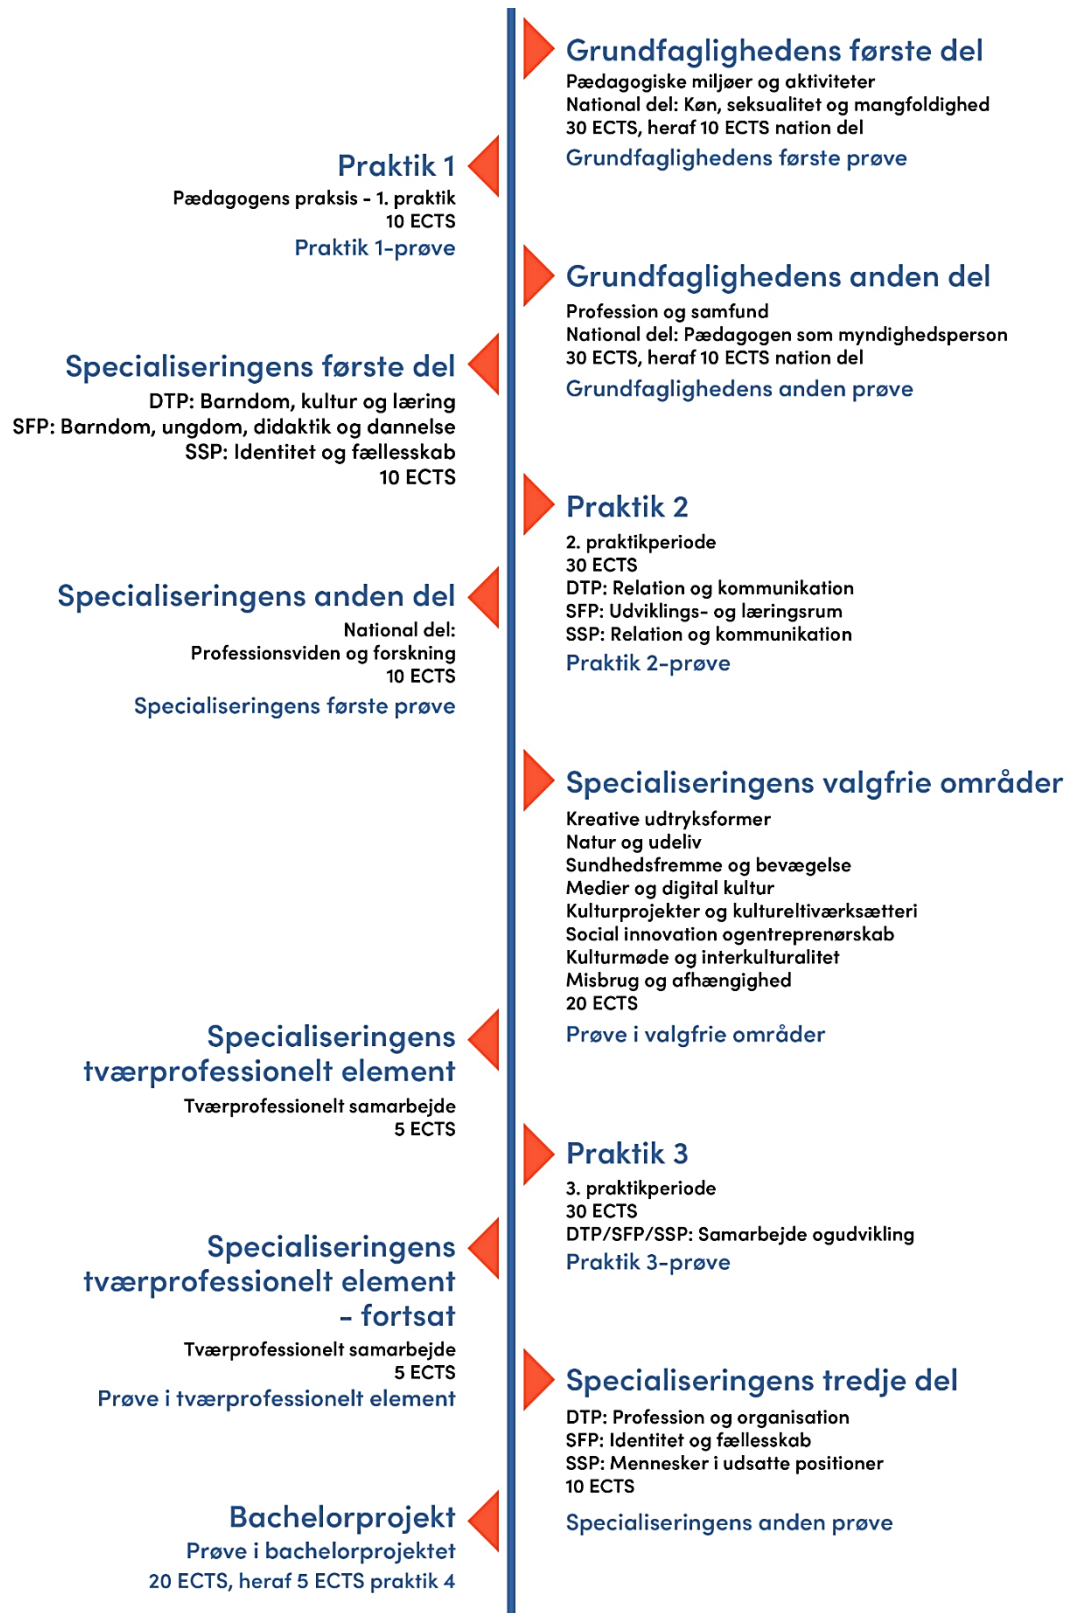 Grundfaglighedens første del
Pædagogiske miljøer og aktiviteter
National del: Køn, seksualitet og mangfoldighed
30 ECTS, heraf 10 ECTS nation del
Grundfaglighedens første prøve
Praktik 1
Pædagogens praksis - 1. praktik
10 ECTS
Praktik 1-prøve
Grundfaglighedens anden del
Profession og samfund
National del: Pædagogen som myndighedsperson
30 ECTS, heraf 10 ECTS nation del
Grundfaglighedens anden prøve
Specialiseringens første del
DTP: Barndom, kultur og læring
SFP: Barndom, ungdom, didaktik og dannelse
SSP: Identitet og fællesskab
10 ECTS
Praktik 2
2. praktikperiode
30 ECTS
DTP: Relation og kommunikation
SFP: Udviklings- og læringsrum
SSP: Relation og kommunikation
Praktik 2-prøve
Specialiseringens anden del
National del:
Professionsviden og forskning
10 ECTS
Specialiseringens første prøve
Specialiseringens valgfrie områder
Kreative udtryksformer
Natur og udeliv
Sundhedsfremme og bevægelse
Medier og digital kultur
Kulturprojekter og kultureltiværksætteri
Social innovation ogentreprenørskab
Kulturmøde og interkulturalitet
Misbrug og afhængighed
20 ECTS
Prøve i valgfrie områder
Specialiseringens
tværprofessionelt element
Tværprofessionelt samarbejde
5 ECTS
Praktik 3
3. praktikperiode
30 ECTS
DTP/SFP/SSP: Samarbejde ogudvikling
Praktik 3-prøve
Specialiseringens
tværprofessionelt element
- fortsat
Tværprofessionelt samarbejde
5 ECTS
Prøve i tværprofessionelt element
Specialiseringens tredje del
DTP: Profession og organisation
SFP: Identitet og fællesskab
SSP: Mennesker i udsatte positioner
10 ECTS
Specialiseringens anden prøve
Bachelorprojekt
Prøve i bachelorprojektet
20 ECTS, heraf 5 ECTS praktik 4